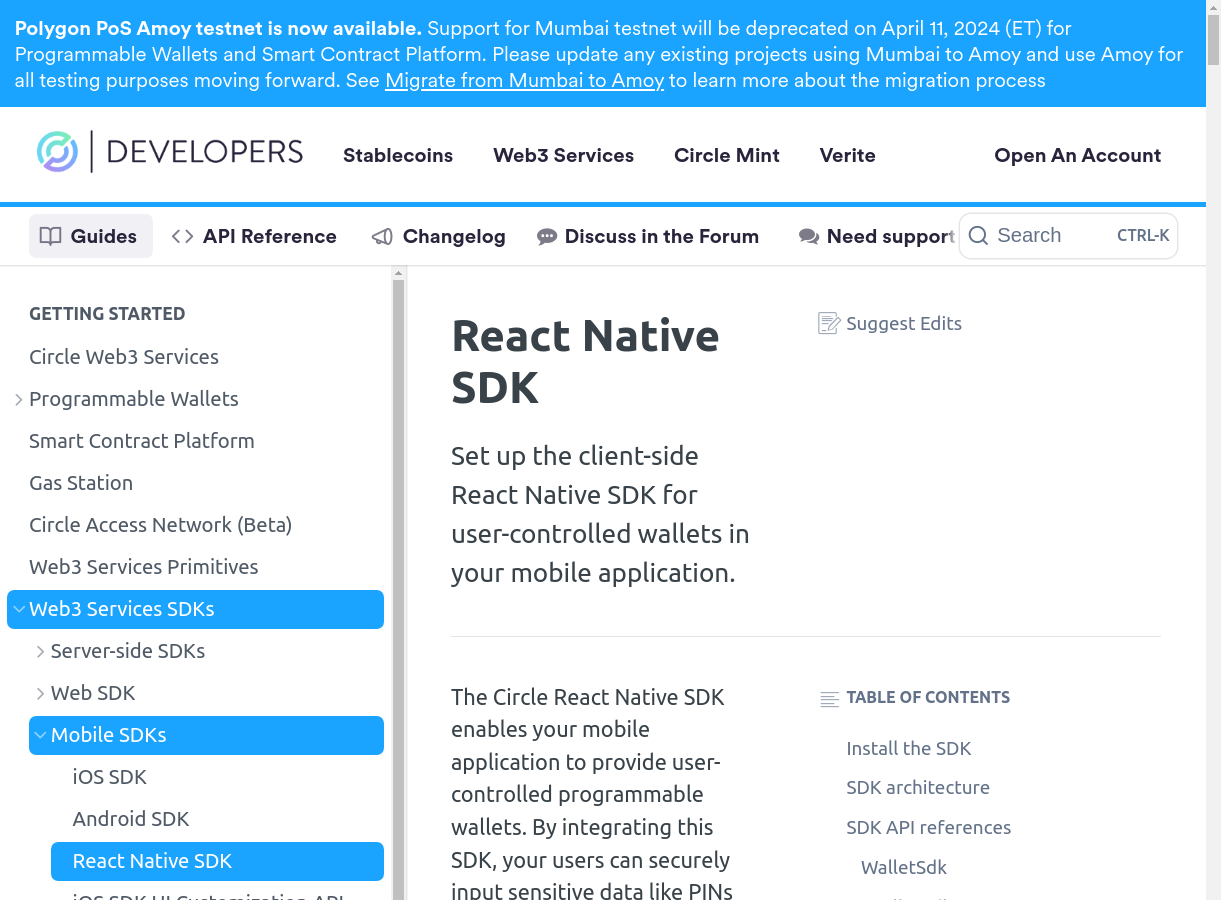 Polygon PoS Amoy testnet is now available. Support for Mumbai testnet will be deprecated on April 11, 2024 (ET) for
Programmable Wallets and Smart Contract Platform. Please update any existing projects using Mumbai to Amoy and use Amoy for
all testing purposes moving forward. See Migrate from Mumbai to Amoy to learn more about the migration process
DEVELOPERS
Stablecoins
Web3 Services
Circle Mint
Verite
Open An Account
Guides
API Reference
Changelog
Discuss in the Forum
Need support
Search
CTRL-K
GETTING STARTED
Circle Web3 Services
Programmable Wallets
Smart Contract Platform
Gas Station
Circle Access Network (Beta)
Web3 Services Primitives
Web3 Services SDKs
Server-side SDKs
Web SDK
Mobile SDKs
iOS SDK
Android SDK
React Native SDK
iOS SDK UI Customization API
React Native
SDK
Suggest Edits
Set up the client-side
React Native SDK for
user-controlled wallets in
your mobile application.
The Circle React Native SDK
enables your mobile
application to provide user-
controlled programmable
wallets. By integrating this
SDK, your users can securely
input sensitive data like PINs
TABLE OF CONTENTS
Install the SDK
SDK architecture
SDK API references
WalletSdk